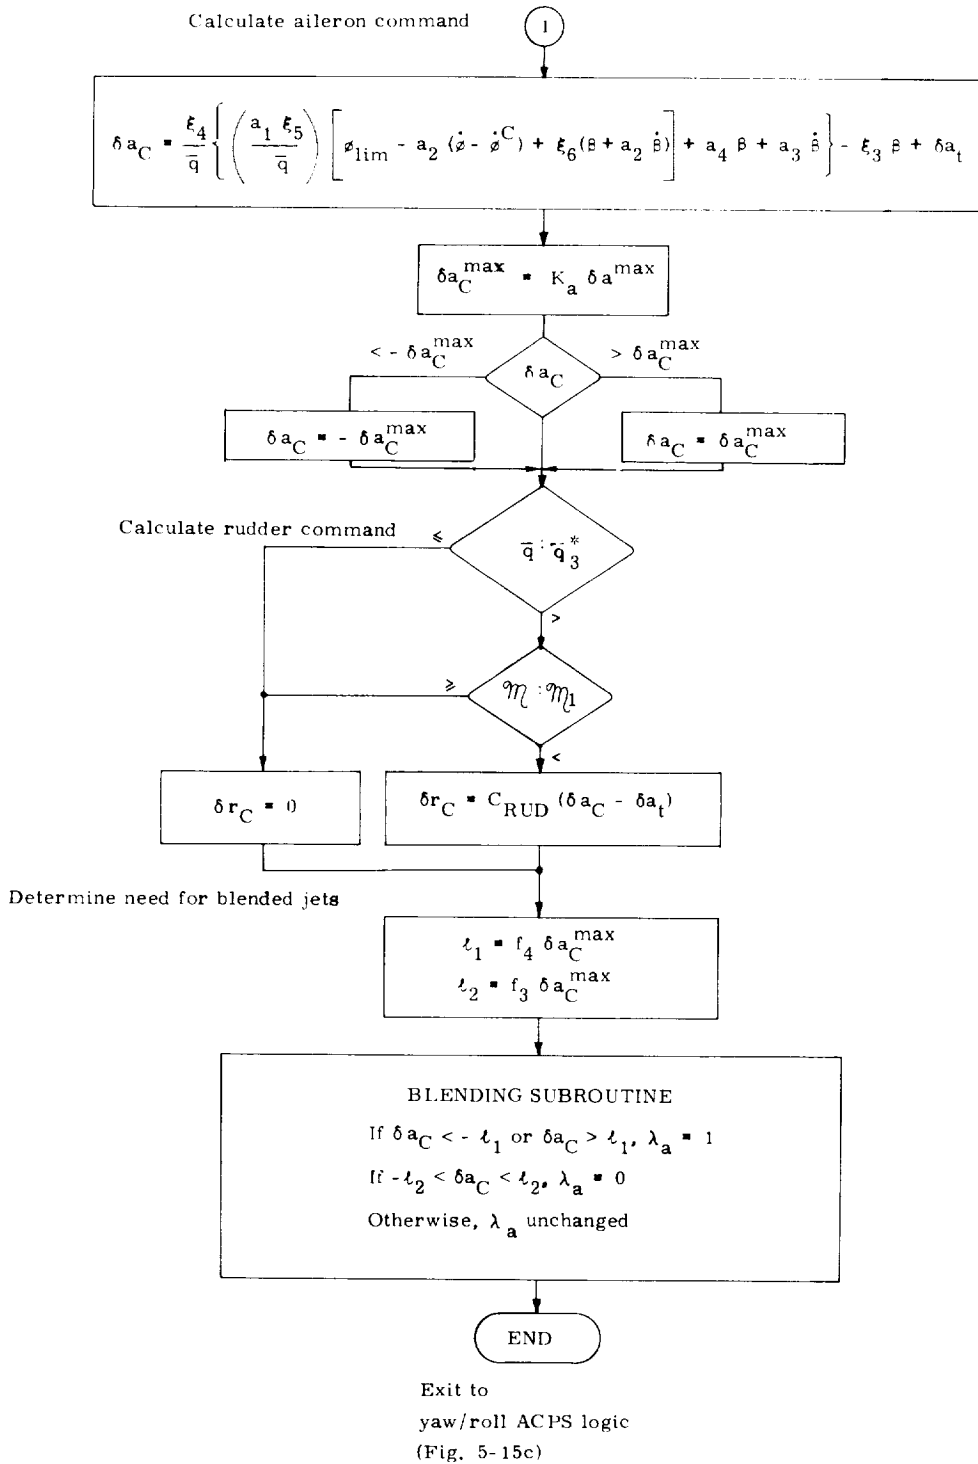 Calculate aileron command
1
δa_C = ξ_4/q̄ { ( a_1 ξ_5 / q̄ ) [ ø_lim - a_2 (ø̇ - ø̇^C) + ξ_6(β + a_2 β̇) ] + a_4 β + a_3 β̇ } - ξ_3 β + δa_t
δa_C^max = K_a δa^max
< - δa_C^max
δa_C
> δa_C^max
δa_C = - δa_C^max
δa_C = δa_C^max
Calculate rudder command
≤
q̄ : q̄_3^*
>
≥
𝓜 : 𝓜1
<
δr_C = 0
δr_C = C_RUD (δa_C - δa_t)
Determine need for blended jets
ℓ_1 = f_4 δa_C^max
ℓ_2 = f_3 δa_C^max
BLENDING SUBROUTINE
If δa_C < - ℓ_1 or δa_C > ℓ_1, λ_a = 1
If -ℓ_2 < δa_C < ℓ_2, λ_a = 0
Otherwise, λ_a unchanged
END
Exit to
yaw/roll ACPS logic
(Fig. 5-15c)